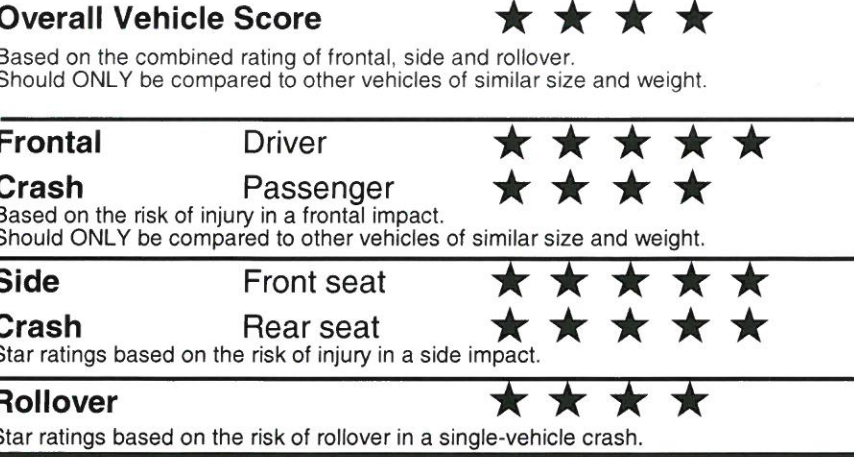 Overall Vehicle Score ★ ★ ★ ★
Based on the combined rating of frontal, side and rollover.
Should ONLY be compared to other vehicles of similar size and weight.
Frontal Driver ★ ★ ★ ★ ★
Crash Passenger ★ ★ ★ ★
Based on the risk of injury in a frontal impact.
Should ONLY be compared to other vehicles of similar size and weight.
Side Front seat ★ ★ ★ ★ ★
Crash Rear seat ★ ★ ★ ★ ★
Star ratings based on the risk of injury in a side impact.
Rollover ★ ★ ★ ★
Star ratings based on the risk of rollover in a single-vehicle crash.